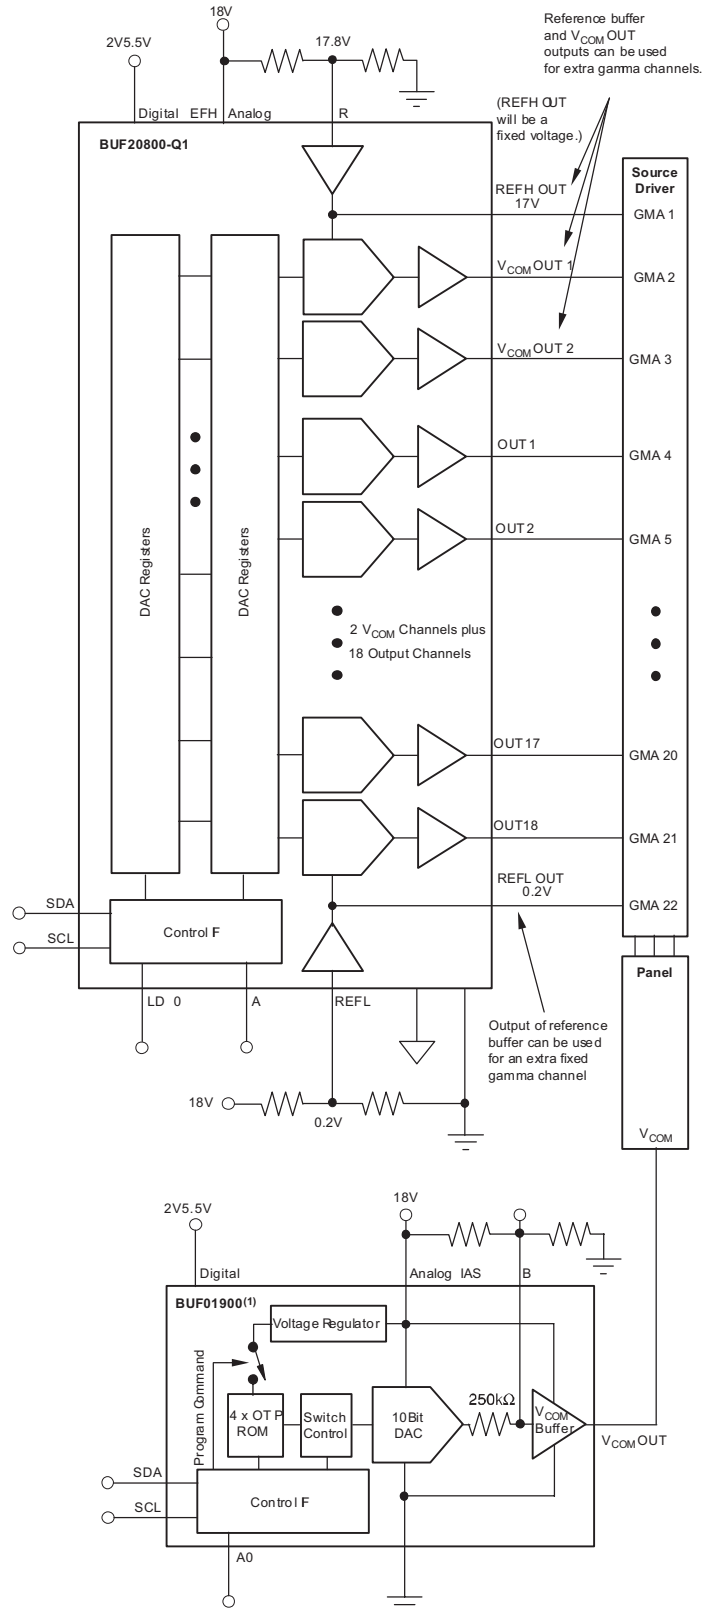 18V
2V5.5V
17.8V
Reference buffer
and VCOM OUT
outputs can be used
for extra gamma channels.
Digital EFH Analog R
(REFH OUT
will be a
fixed voltage.)
BUF20800-Q1
Source
Driver
REFH OUT
17V
GMA 1
VCOM OUT 1
GMA 2
VCOM OUT 2
GMA 3
OUT1
GMA 4
OUT2
GMA 5
DAC Registers
DAC Registers
2 VCOM Channels plus
18 Output Channels
OUT17
GMA 20
OUT18
GMA 21
REFL OUT
0.2V
GMA 22
SDA
SCL
Control F
Panel
LD 0
A
REFL
Output of reference
buffer can be used
for an extra fixed
gamma channel
18V
0.2V
VCOM
2V5.5V
18V
Digital
Analog IAS B
BUF01900(1)
Voltage Regulator
Program Command
4 x OTP
ROM
Switch
Control
10Bit
DAC
250kΩ
VCOM
Buffer
VCOM OUT
SDA
SCL
Control F
A0